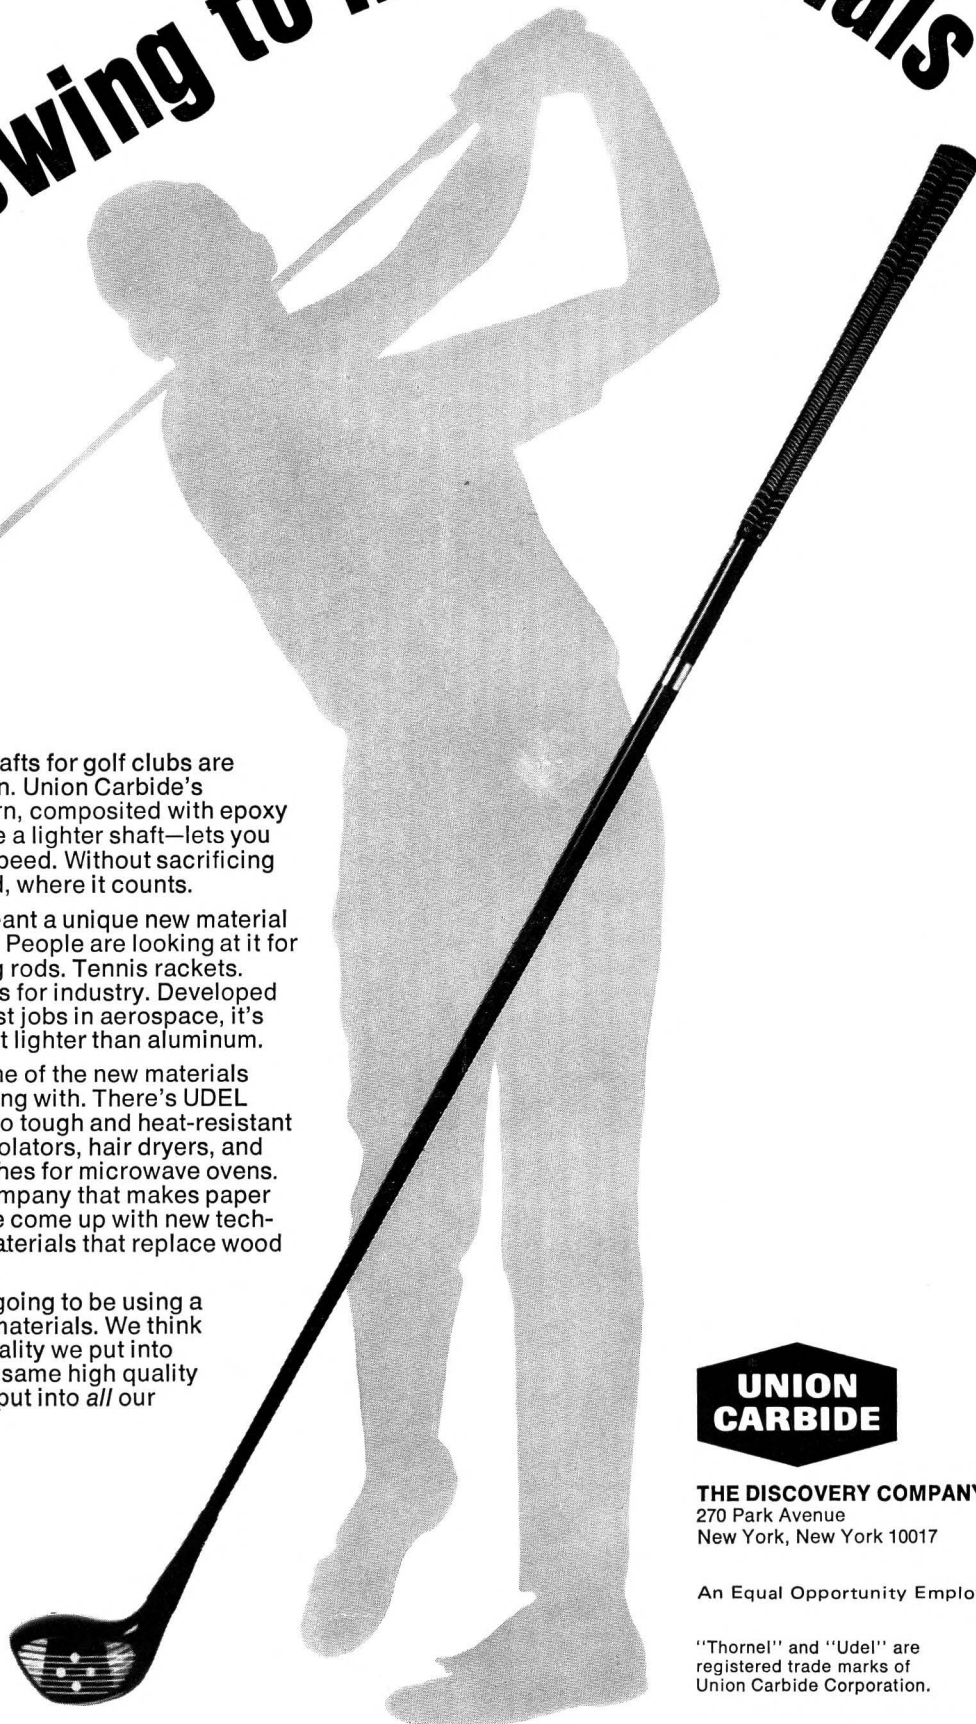 wing to
als
afts for golf clubs are
n. Union Carbide's
rn, composited with epoxy
e a lighter shaft—lets you
peed. Without sacrificing
d, where it counts.
ant a unique new material
People are looking at it for
g rods. Tennis rackets.
s for industry. Developed
st jobs in aerospace, it's
t lighter than aluminum.
ne of the new materials
ng with. There's UDEL
o tough and heat-resistant
olators, hair dryers, and
hes for microwave ovens.
mpany that makes paper
e come up with new tech-
aterials that replace wood
going to be using a
naterials. We think
ality we put into
same high quality
put into all our
UNION
CARBIDE
THE DISCOVERY COMPANY
270 Park Avenue
New York, New York 10017
An Equal Opportunity Emplo
"Thornel" and "Udel" are
registered trade marks of
Union Carbide Corporation.